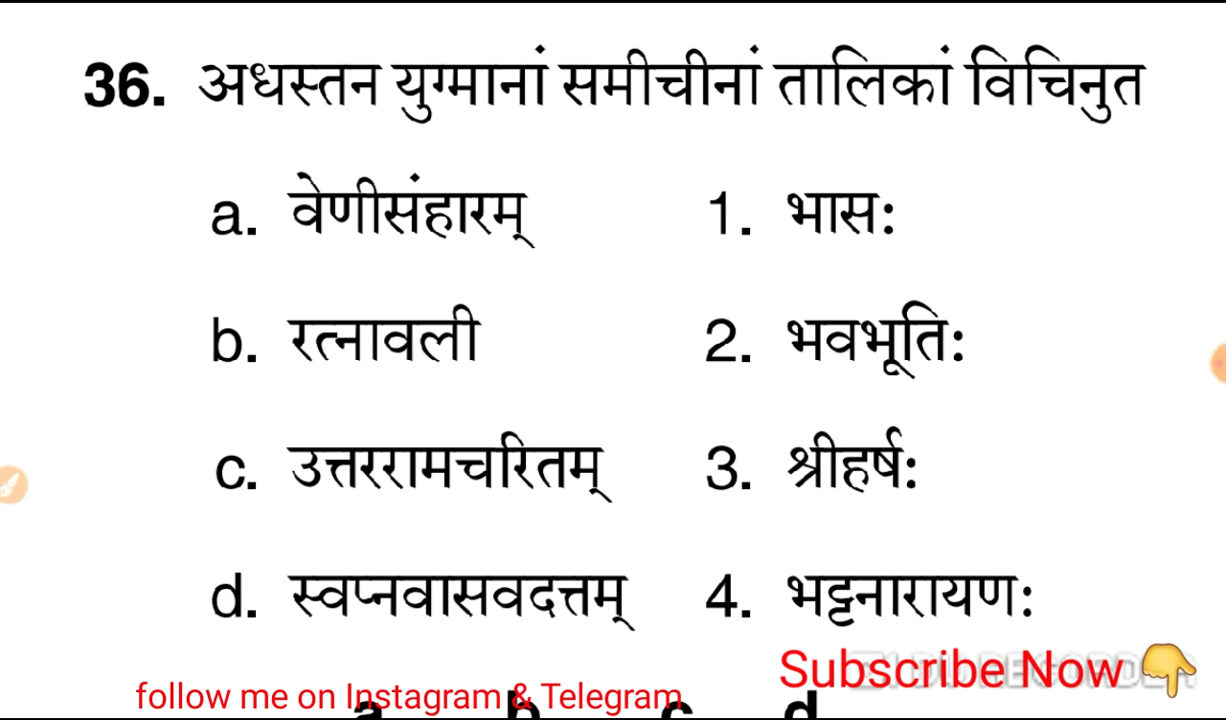 36. अधस्तन युग्मानां समीचीनां तालिकां विचिनुत
a. वेणीसंहारम् 1. भासः
b. रत्नावली 2. भवभूतिः
c. उत्तररामचरितम् 3. श्रीहर्षः
d. स्वप्नवासवदत्तम् 4. भट्टनारायणः
Subscribe Now 👇
follow me on Instagram & Telegram
a b c d